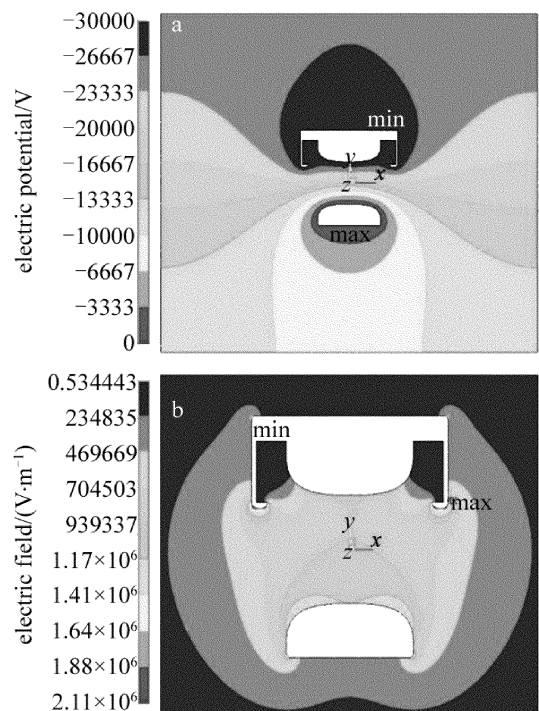 −30000
−26667
−23333
−20000
−16667
−13333
−10000
−6667
−3333
0
electric potential/V
a
min
y
z x
max
0.534443
234835
469669
704503
939337
1.17×10⁶
1.41×10⁶
1.64×10⁶
1.88×10⁶
2.11×10⁶
electric field/(V·m⁻¹)
b
min
max
y
z x